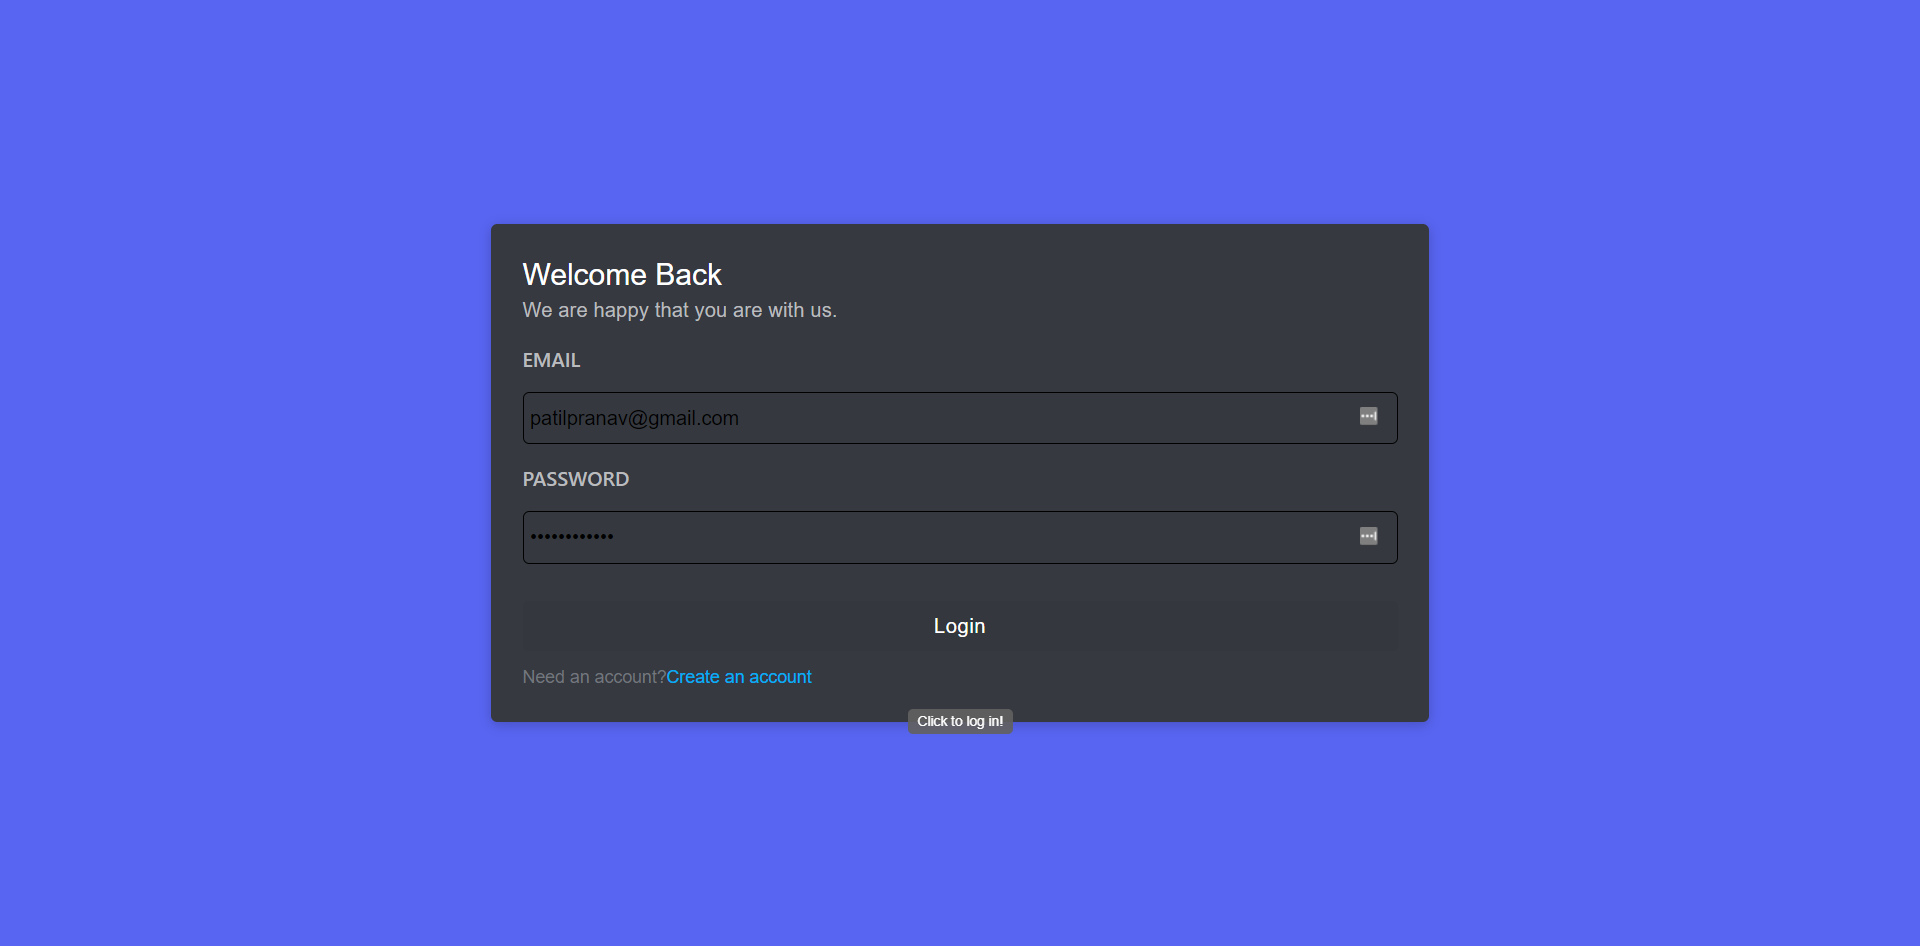 Welcome Back
We are happy that you are with us.
EMAIL
patilpranav@gmail.com
PASSWORD
••••••••••••
Login
Need an account?Create an account
Click to log in!